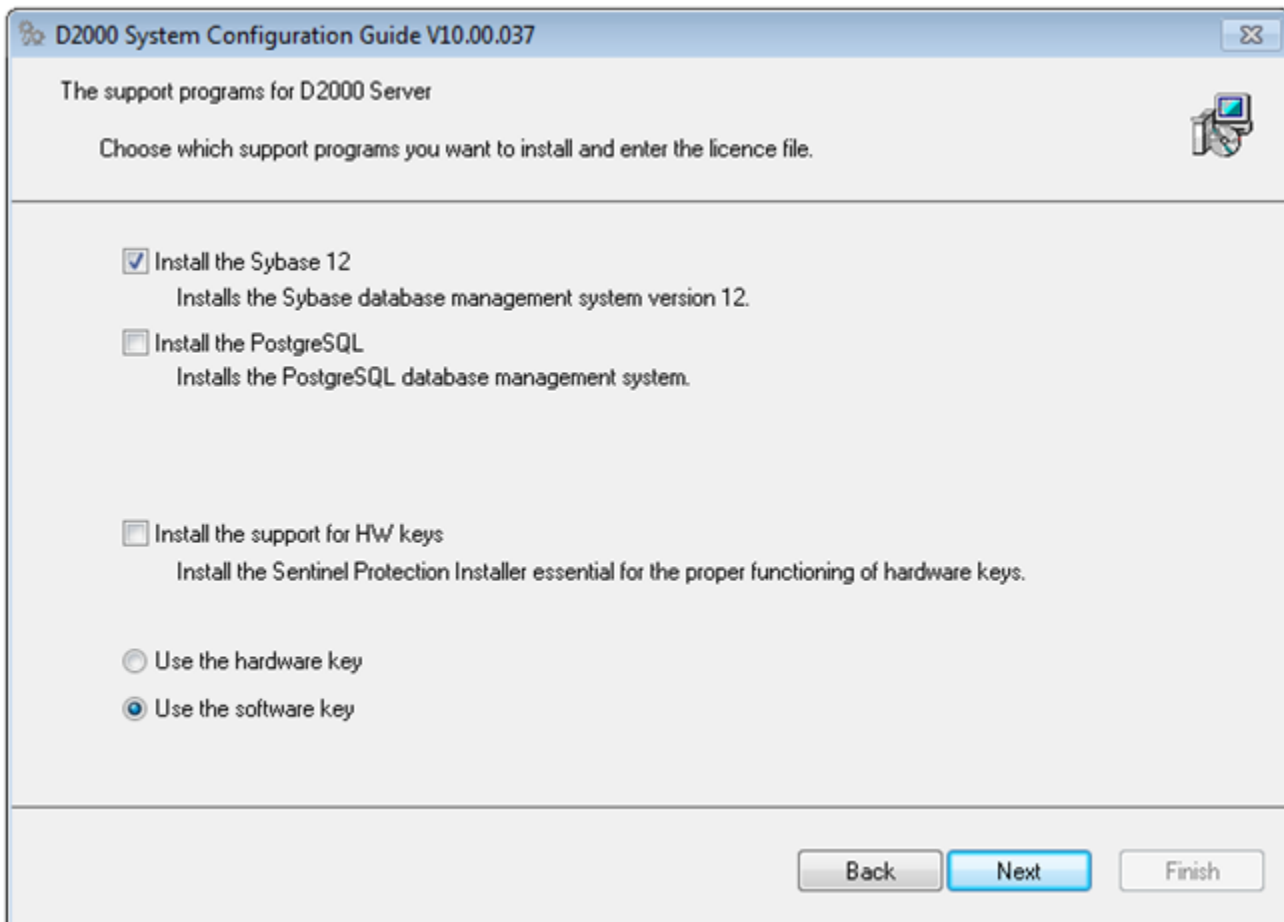 D2000 System Configuration Guide V10.00.037
The support programs for D2000 Server
Choose which support programs you want to install and enter the licence file.
Install the Sybase 12
Installs the Sybase database management system version 12.
Install the PostgreSQL
Installs the PostgreSQL database management system.
Install the support for HW keys
Install the Sentinel Protection Installer essential for the proper functioning of hardware keys.
Use the hardware key
Use the software key
Back Next Finish